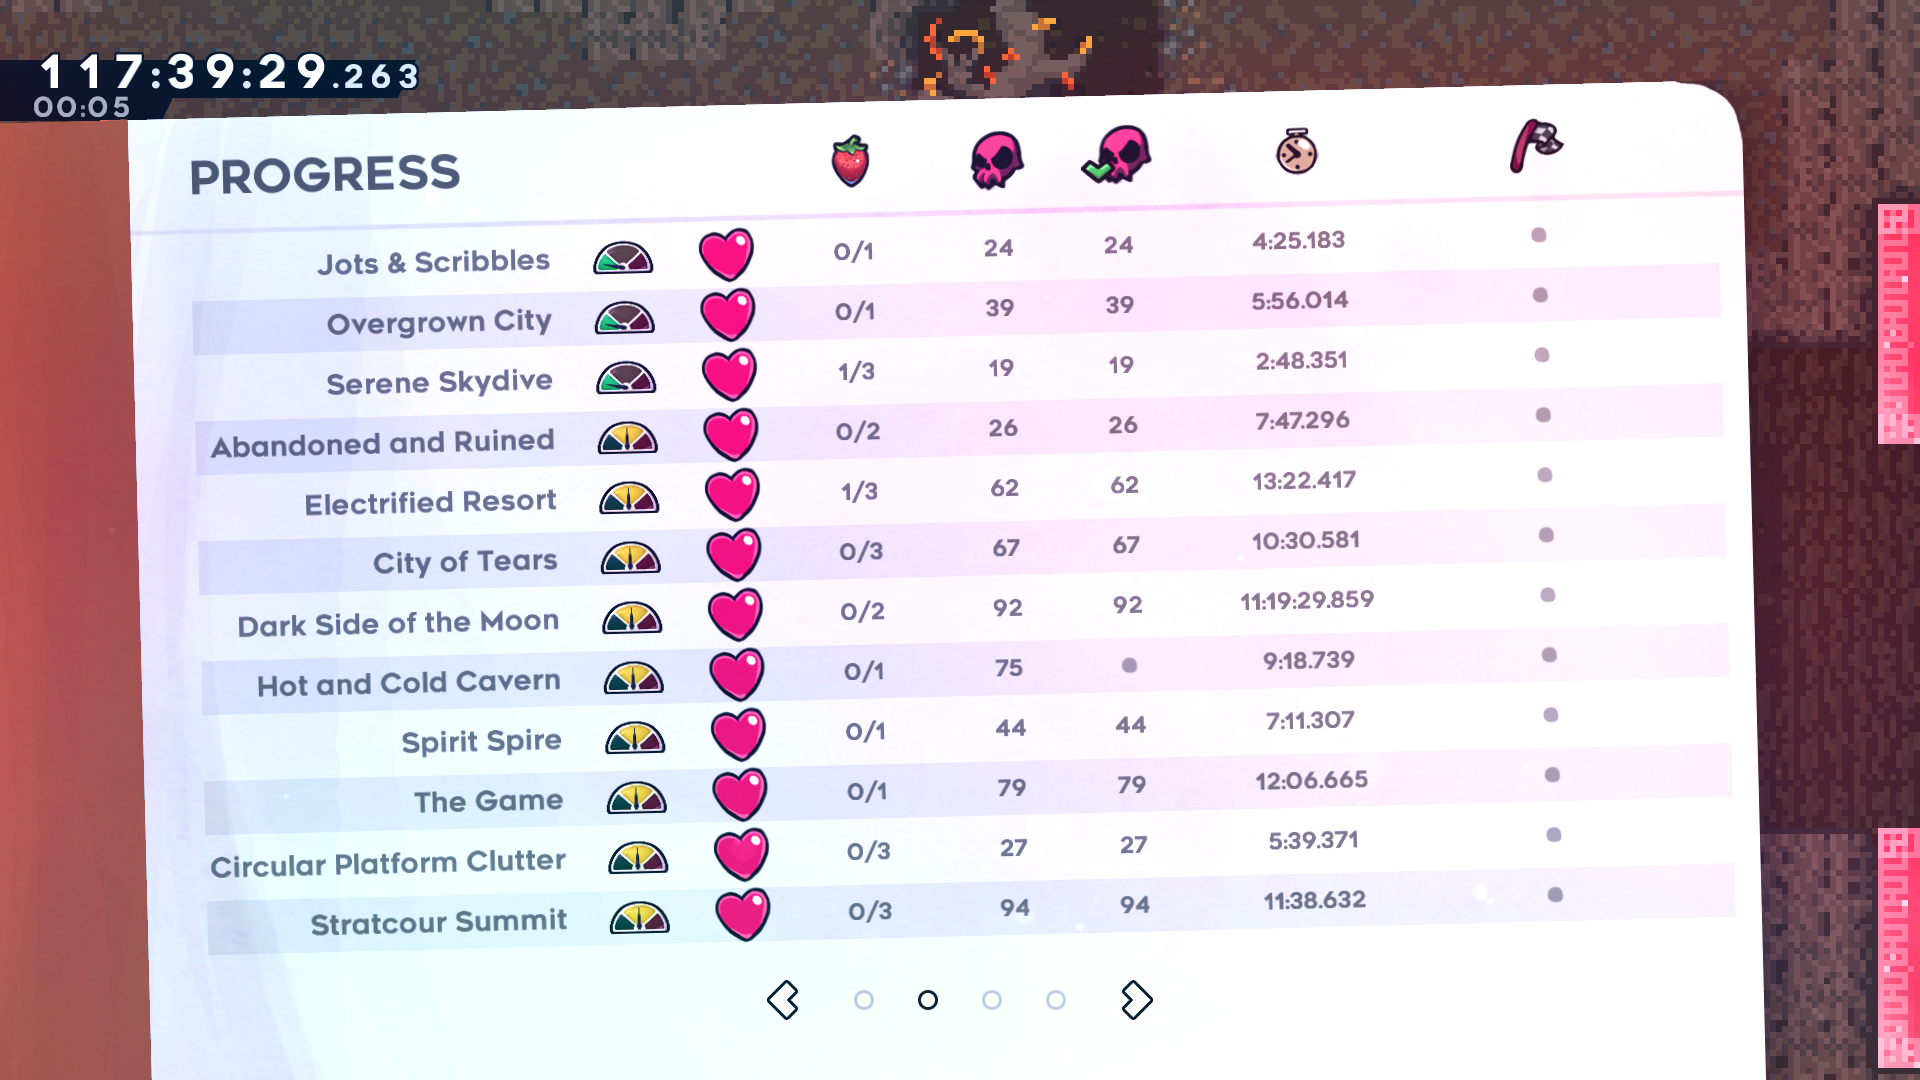 117:39:29.263
00:05
PROGRESS
Jots & Scribbles 0/1 24 24 4:25.183
Overgrown City 0/1 39 39 5:56.014
Serene Skydive 1/3 19 19 2:48.351
Abandoned and Ruined 0/2 26 26 7:47.296
Electrified Resort 1/3 62 62 13:22.417
City of Tears 0/3 67 67 10:30.581
Dark Side of the Moon 0/2 92 92 11:19:29.859
Hot and Cold Cavern 0/1 75 9:18.739
Spirit Spire 0/1 44 44 7:11.307
The Game 0/1 79 79 12:06.665
Circular Platform Clutter 0/3 27 27 5:39.371
Stratcour Summit 0/3 94 94 11:38.632